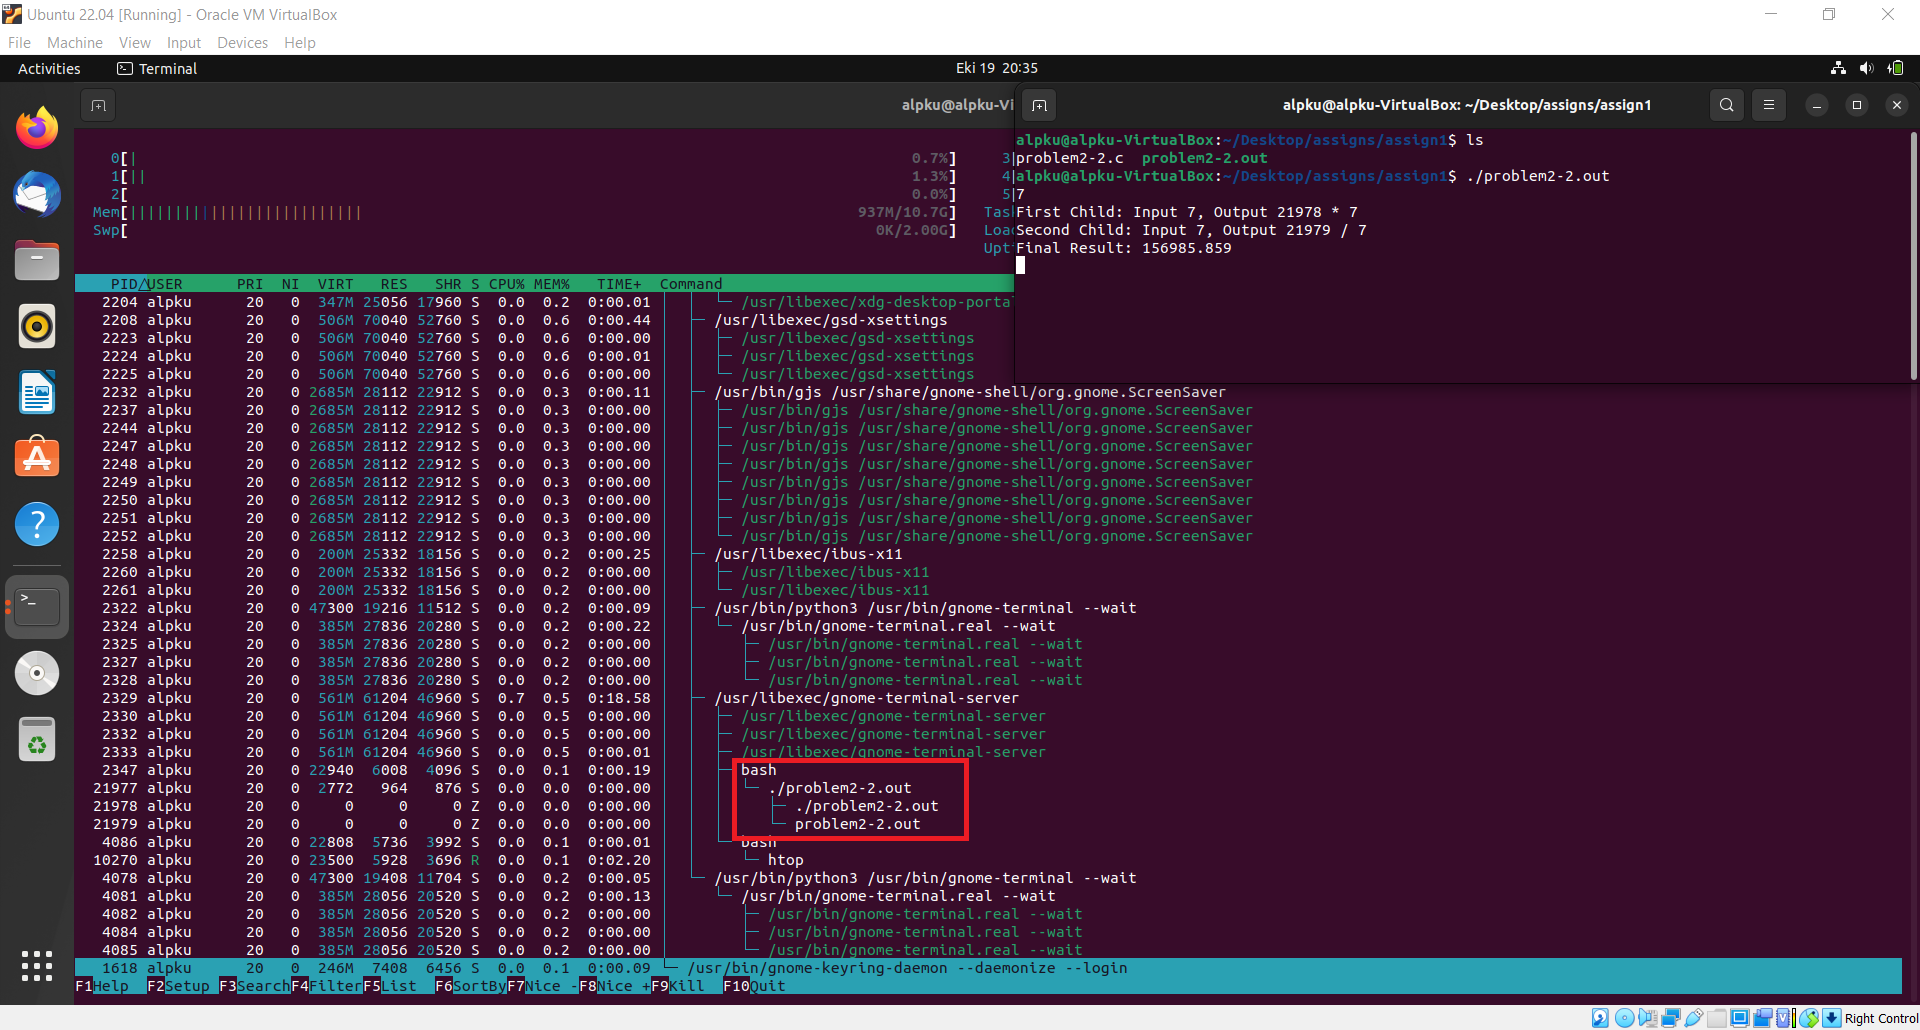 Ubuntu 22.04 [Running] - Oracle VM VirtualBox
File Machine View Input Devices Help
Activities Terminal Eki 19 20:35
alpku@alpku-Vi
alpku@alpku-VirtualBox: ~/Desktop/assigns/assign1
alpku@alpku-VirtualBox:~/Desktop/assigns/assign1$ ls
problem2-2.c problem2-2.out
alpku@alpku-VirtualBox:~/Desktop/assigns/assign1$ ./problem2-2.out
7
First Child: Input 7, Output 21978 * 7
Second Child: Input 7, Output 21979 / 7
Final Result: 156985.859
0[| 0.7%] 3
1[|| 1.3%] 4
2[ 0.0%] 5
Mem[|||||||||||||||||||||||||| 937M/10.7G] Tas
Swp[ 0K/2.00G] Loa
Upt
PID△USER PRI NI VIRT RES SHR S CPU% MEM% TIME+ Command
2204 alpku 20 0 347M 25056 17960 S 0.0 0.2 0:00.01 /usr/libexec/xdg-desktop-porta
2208 alpku 20 0 506M 70040 52760 S 0.0 0.6 0:00.44 /usr/libexec/gsd-xsettings
2223 alpku 20 0 506M 70040 52760 S 0.0 0.6 0:00.00 /usr/libexec/gsd-xsettings
2224 alpku 20 0 506M 70040 52760 S 0.0 0.6 0:00.01 /usr/libexec/gsd-xsettings
2225 alpku 20 0 506M 70040 52760 S 0.0 0.6 0:00.00 /usr/libexec/gsd-xsettings
2232 alpku 20 0 2685M 28112 22912 S 0.0 0.3 0:00.11 /usr/bin/gjs /usr/share/gnome-shell/org.gnome.ScreenSaver
2237 alpku 20 0 2685M 28112 22912 S 0.0 0.3 0:00.00 /usr/bin/gjs /usr/share/gnome-shell/org.gnome.ScreenSaver
2244 alpku 20 0 2685M 28112 22912 S 0.0 0.3 0:00.00 /usr/bin/gjs /usr/share/gnome-shell/org.gnome.ScreenSaver
2247 alpku 20 0 2685M 28112 22912 S 0.0 0.3 0:00.00 /usr/bin/gjs /usr/share/gnome-shell/org.gnome.ScreenSaver
2248 alpku 20 0 2685M 28112 22912 S 0.0 0.3 0:00.00 /usr/bin/gjs /usr/share/gnome-shell/org.gnome.ScreenSaver
2249 alpku 20 0 2685M 28112 22912 S 0.0 0.3 0:00.00 /usr/bin/gjs /usr/share/gnome-shell/org.gnome.ScreenSaver
2250 alpku 20 0 2685M 28112 22912 S 0.0 0.3 0:00.00 /usr/bin/gjs /usr/share/gnome-shell/org.gnome.ScreenSaver
2251 alpku 20 0 2685M 28112 22912 S 0.0 0.3 0:00.00 /usr/bin/gjs /usr/share/gnome-shell/org.gnome.ScreenSaver
2252 alpku 20 0 2685M 28112 22912 S 0.0 0.3 0:00.00 /usr/bin/gjs /usr/share/gnome-shell/org.gnome.ScreenSaver
2258 alpku 20 0 200M 25332 18156 S 0.0 0.2 0:00.25 /usr/libexec/ibus-x11
2260 alpku 20 0 200M 25332 18156 S 0.0 0.2 0:00.00 /usr/libexec/ibus-x11
2261 alpku 20 0 200M 25332 18156 S 0.0 0.2 0:00.00 /usr/libexec/ibus-x11
2322 alpku 20 0 47300 19216 11512 S 0.0 0.2 0:00.09 /usr/bin/python3 /usr/bin/gnome-terminal --wait
2324 alpku 20 0 385M 27836 20280 S 0.0 0.2 0:00.22 /usr/bin/gnome-terminal.real --wait
2325 alpku 20 0 385M 27836 20280 S 0.0 0.2 0:00.00 /usr/bin/gnome-terminal.real --wait
2327 alpku 20 0 385M 27836 20280 S 0.0 0.2 0:00.00 /usr/bin/gnome-terminal.real --wait
2328 alpku 20 0 385M 27836 20280 S 0.0 0.2 0:00.00 /usr/bin/gnome-terminal.real --wait
2329 alpku 20 0 561M 61204 46960 S 0.7 0.5 0:18.58 /usr/libexec/gnome-terminal-server
2330 alpku 20 0 561M 61204 46960 S 0.0 0.5 0:00.00 /usr/libexec/gnome-terminal-server
2332 alpku 20 0 561M 61204 46960 S 0.0 0.5 0:00.00 /usr/libexec/gnome-terminal-server
2333 alpku 20 0 561M 61204 46960 S 0.0 0.5 0:00.01 /usr/libexec/gnome-terminal-server
2347 alpku 20 0 22940 6008 4096 S 0.0 0.1 0:00.19 bash
21977 alpku 20 0 2772 964 876 S 0.0 0.0 0:00.00 ./problem2-2.out
21978 alpku 20 0 0 0 0 Z 0.0 0.0 0:00.00 ./problem2-2.out
21979 alpku 20 0 0 0 0 Z 0.0 0.0 0:00.00 problem2-2.out
4086 alpku 20 0 22808 5736 3992 S 0.0 0.1 0:00.01 bash
10270 alpku 20 0 23500 5928 3696 R 0.0 0.1 0:02.20 htop
4078 alpku 20 0 47300 19408 11704 S 0.0 0.2 0:00.05 /usr/bin/python3 /usr/bin/gnome-terminal --wait
4081 alpku 20 0 385M 28056 20520 S 0.0 0.2 0:00.13 /usr/bin/gnome-terminal.real --wait
4082 alpku 20 0 385M 28056 20520 S 0.0 0.2 0:00.00 /usr/bin/gnome-terminal.real --wait
4084 alpku 20 0 385M 28056 20520 S 0.0 0.2 0:00.00 /usr/bin/gnome-terminal.real --wait
4085 alpku 20 0 385M 28056 20520 S 0.0 0.2 0:00.00 /usr/bin/gnome-terminal.real --wait
1618 alpku 20 0 246M 7408 6456 S 0.0 0.1 0:00.09 /usr/bin/gnome-keyring-daemon --daemonize --login
F1Help F2Setup F3SearchF4FilterF5List F6SortByF7Nice -F8Nice +F9Kill F10Quit
Right Control